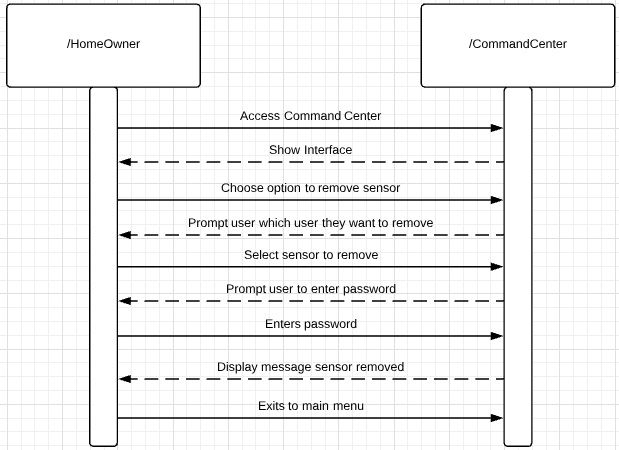 /HomeOwner
/CommandCenter
Access Command Center
Show Interface
Choose option to remove sensor
Prompt user which user they want to remove
Select sensor to remove
Prompt user to enter password
Enters password
Display message sensor removed
Exits to main menu